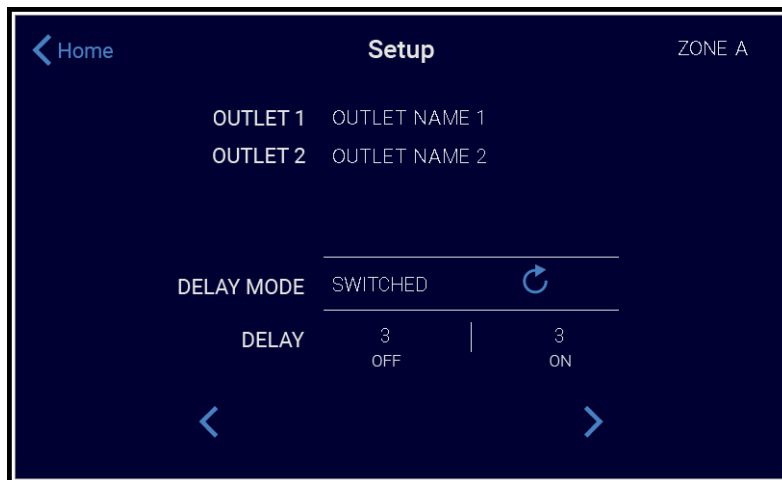 Home Setup ZONE A
OUTLET 1 OUTLET NAME 1
OUTLET 2 OUTLET NAME 2
DELAY MODE SWITCHED
DELAY 3 3
OFF ON